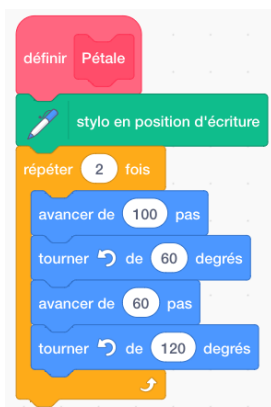 définir Pétale
stylo en position d'écriture
répéter 2 fois
avancer de 100 pas
tourner de 60 degrés
avancer de 60 pas
tourner de 120 degrés